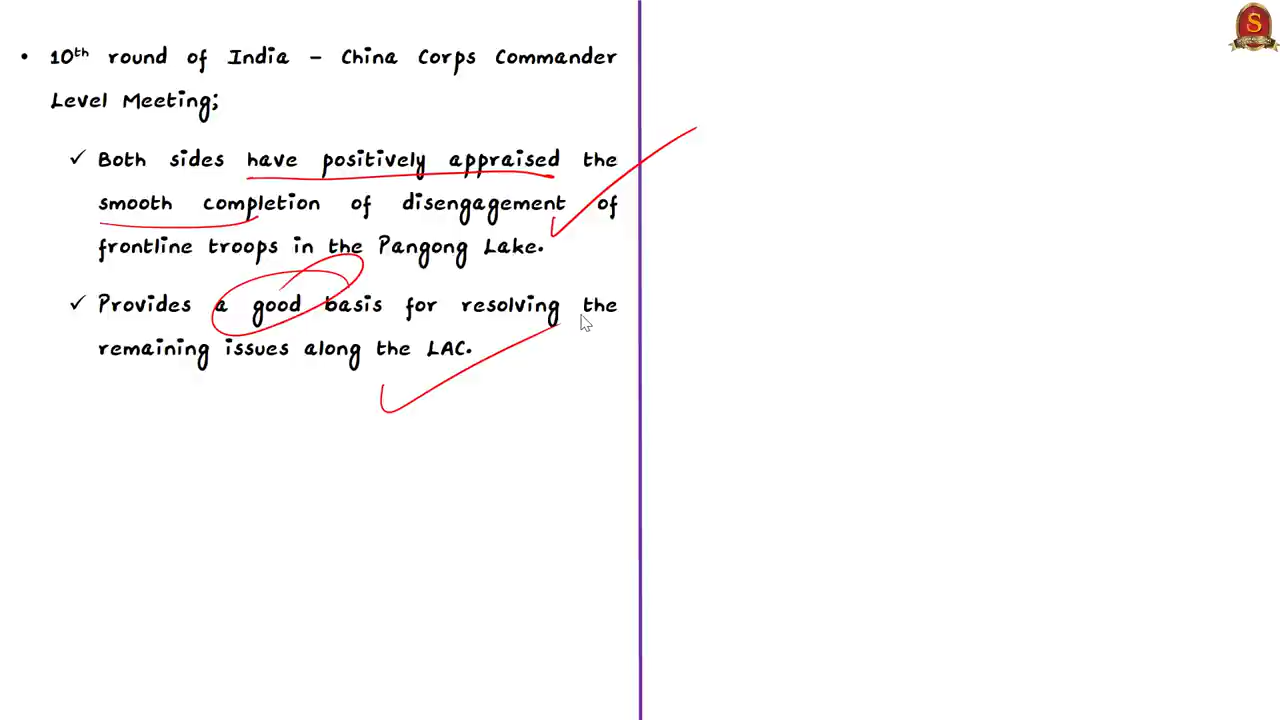 • 10th round of India – China Corps Commander
Level Meeting;
✓ Both sides have positively appraised the
smooth completion of disengagement of
frontline troops in the Pangong Lake.
✓ Provides a good basis for resolving the
remaining issues along the LAC.
S